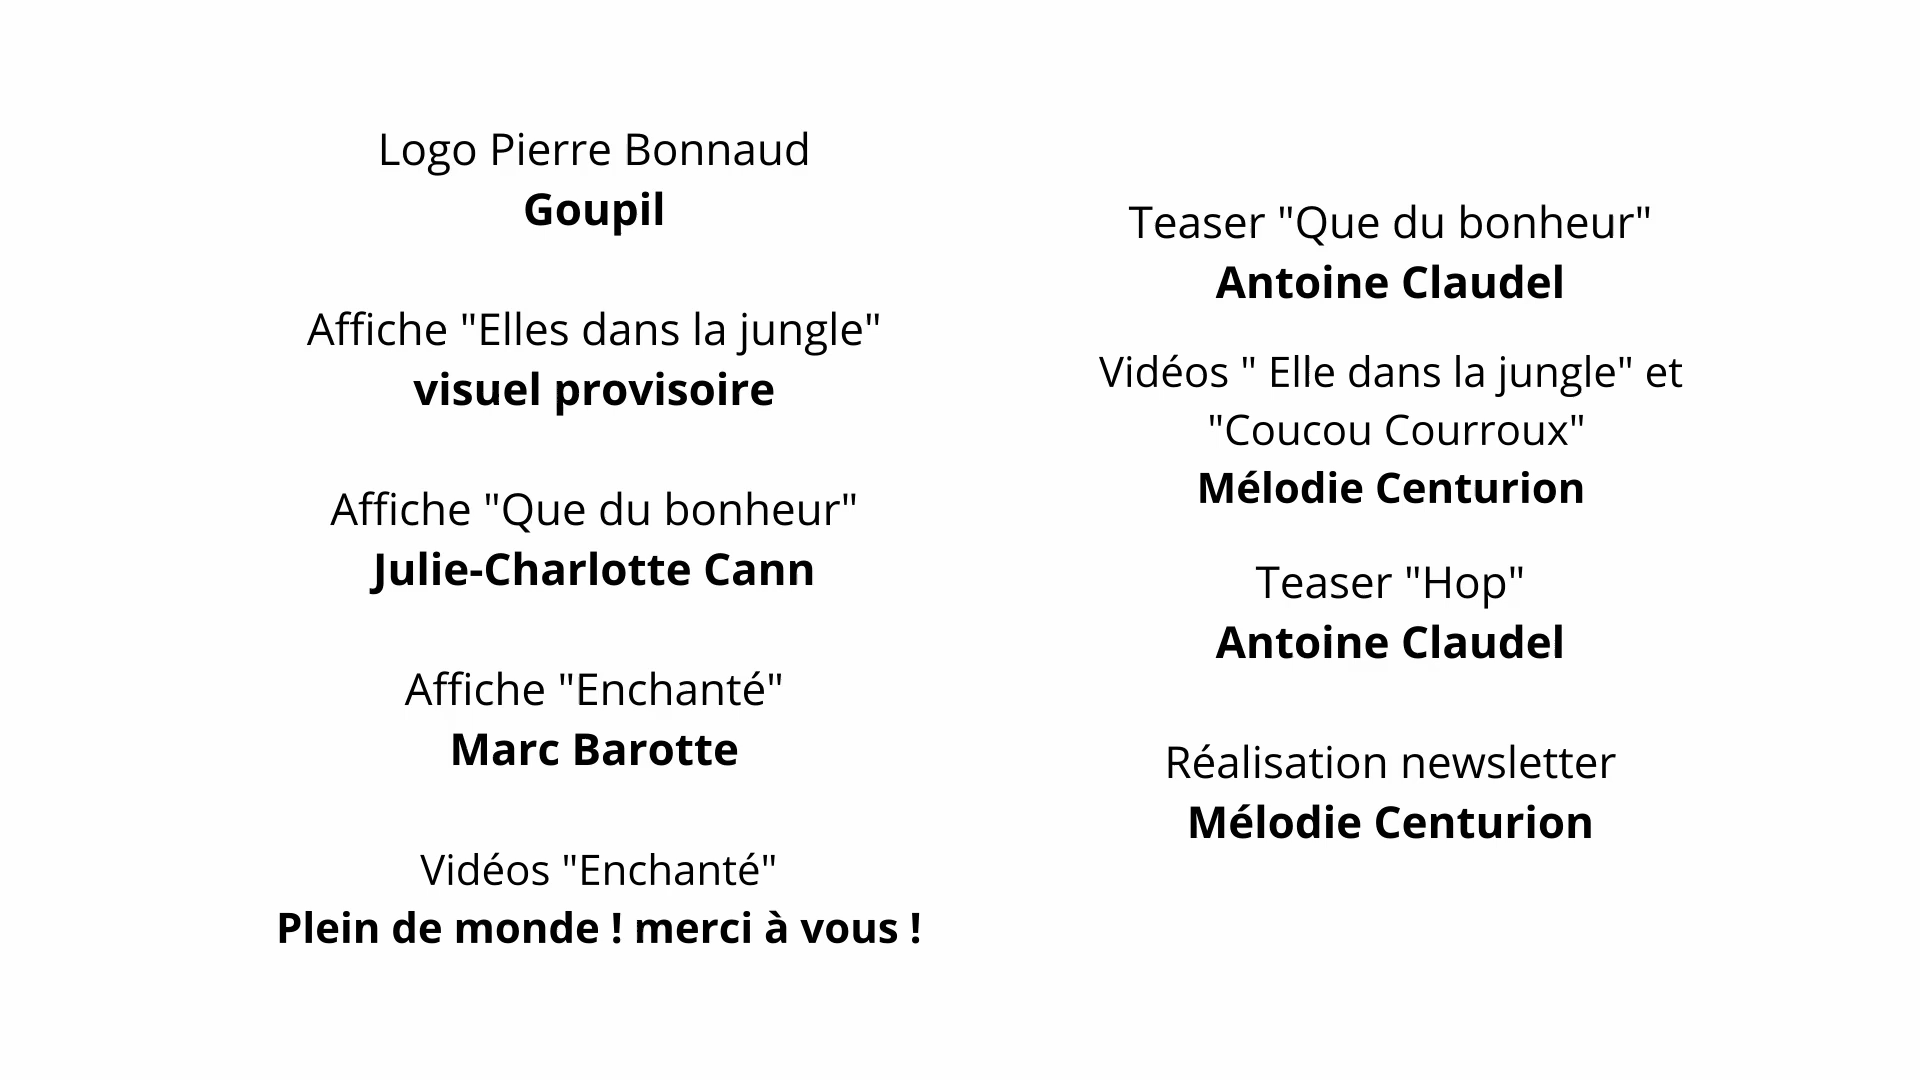 Logo Pierre Bonnaud
Goupil
Affiche "Elles dans la jungle"
visuel provisoire
Affiche "Que du bonheur"
Julie-Charlotte Cann
Affiche "Enchanté"
Marc Barotte
Vidéos "Enchanté"
Plein de monde ! merci à vous !
Teaser "Que du bonheur"
Antoine Claudel
Vidéos " Elle dans la jungle" et
"Coucou Courroux"
Mélodie Centurion
Teaser "Hop"
Antoine Claudel
Réalisation newsletter
Mélodie Centurion